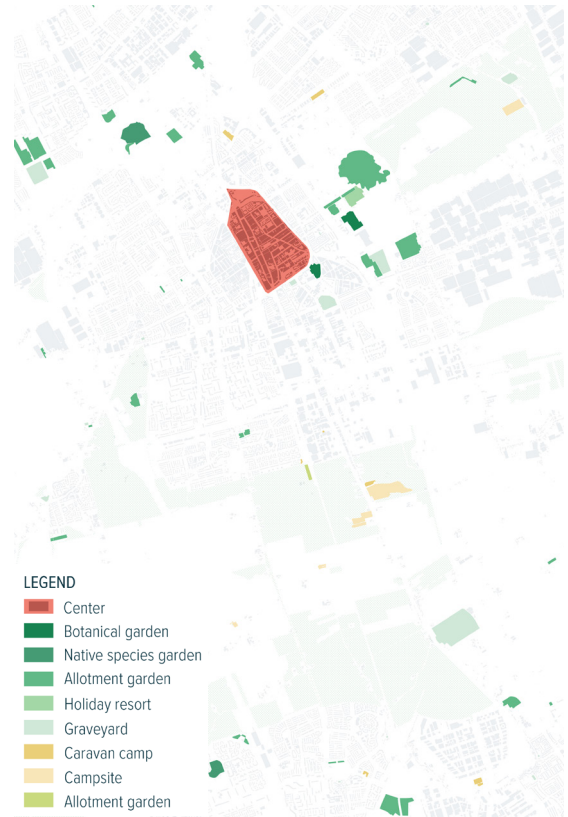 LEGEND
Center
Botanical garden
Native species garden
Allotment garden
Holiday resort
Graveyard
Caravan camp
Campsite
Allotment garden